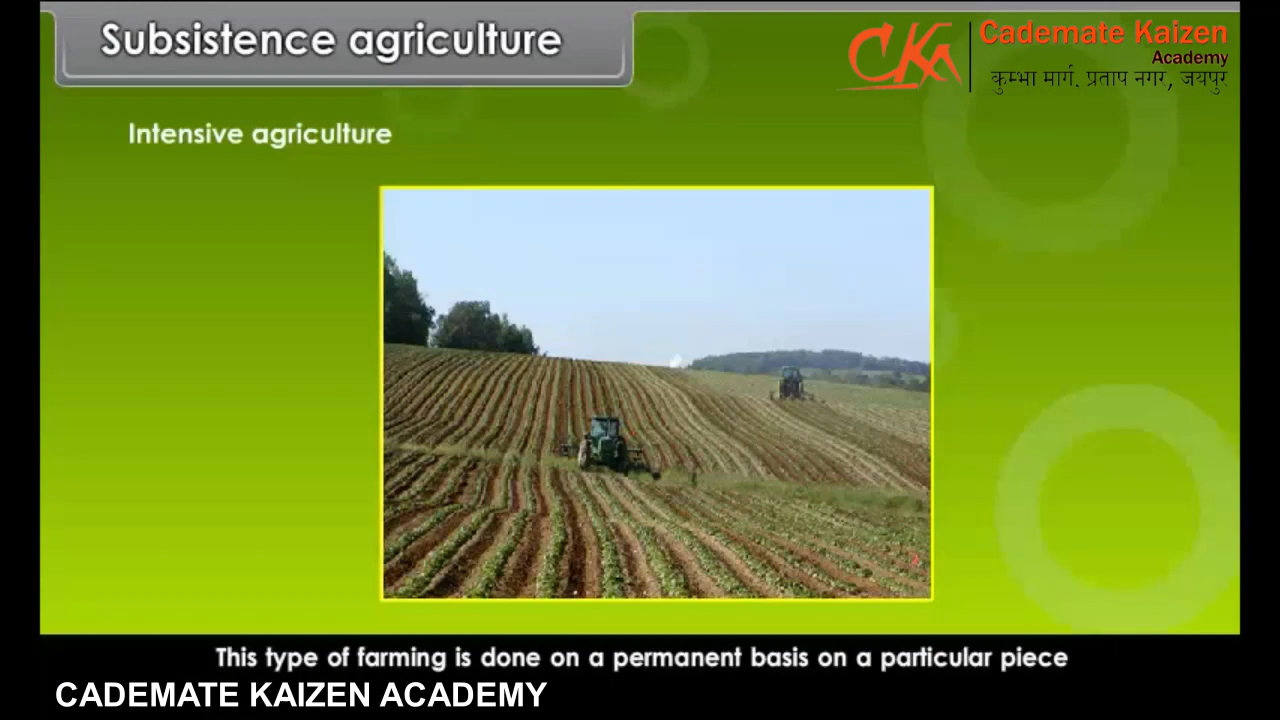 Subsistence agriculture
CKA
Cademate Kaizen
Academy
कुम्भा मार्ग. प्रताप नगर, जयपुर
Intensive agriculture
This type of farming is done on a permanent basis on a particular piece
CADEMATE KAIZEN ACADEMY